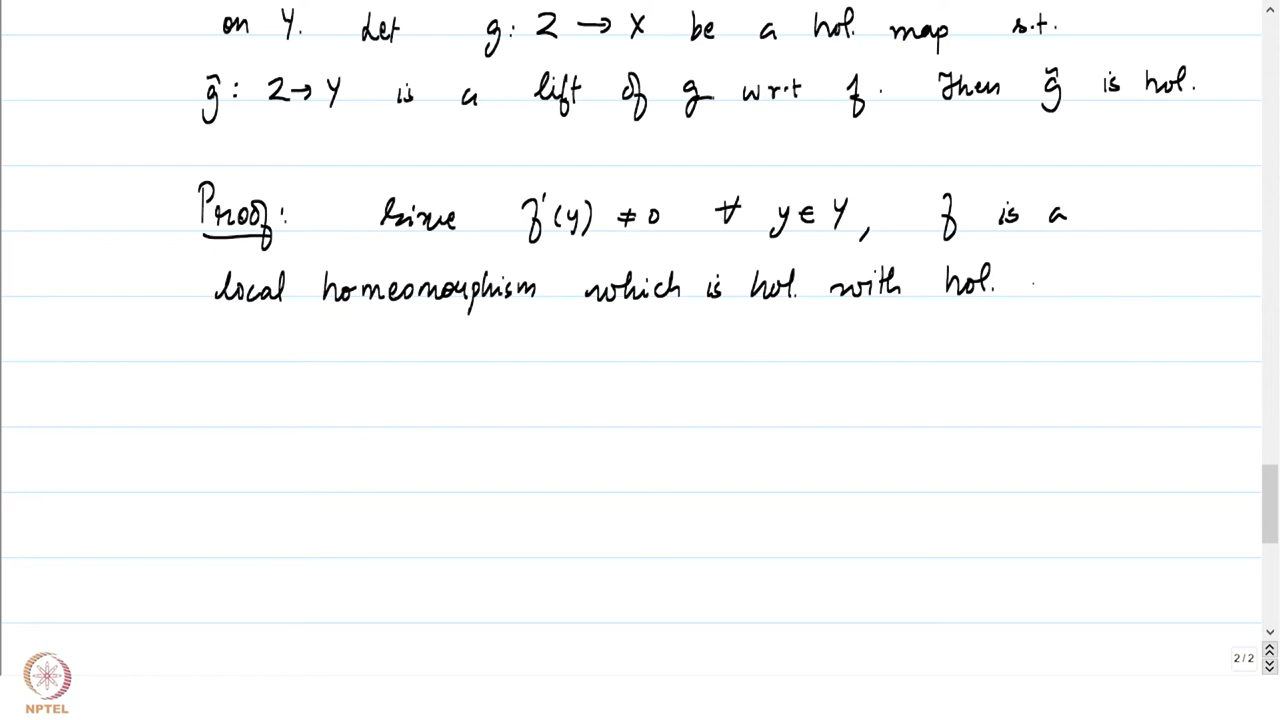 on Y. Let g : Z → X be a hol. map s.t.
g̃ : Z → Y is a lift of g w.r.t f. Then g̃ is hol.
Proof: Since f'(y) ≠ 0 ∀ y ∈ Y, f is a
local homeomorphism which is hol. with hol.
2 / 2
NPTEL